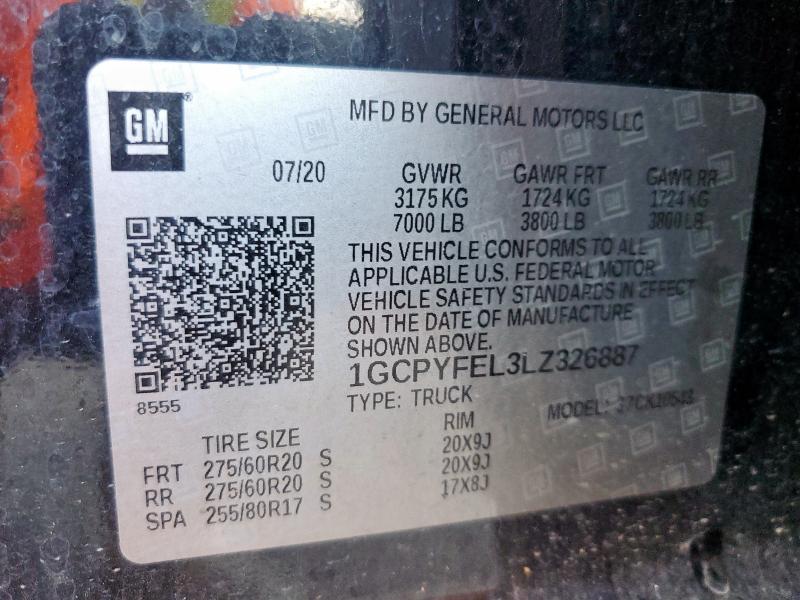 GM
MFD BY GENERAL MOTORS LLC
07/20 GVWR GAWR FRT GAWR RR
3175 KG 1724 KG 1724 KG
7000 LB 3800 LB 3800 LB
THIS VEHICLE CONFORMS TO ALL
APPLICABLE U.S. FEDERAL MOTOR
VEHICLE SAFETY STANDARDS IN EFFECT
ON THE DATE OF MANUFACTURE
SHOWN ABOVE.
1GCPYFEL3LZ326887
8555
TYPE: TRUCK MODEL:
TIRE SIZE RIM
FRT 275/60R20 S 20X9J
RR 275/60R20 S 20X9J
SPA 255/80R17 S 17X8J